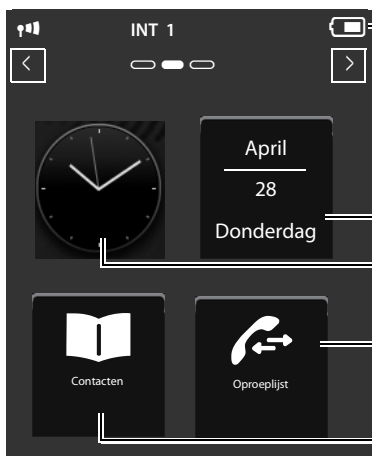 INT 1
April
28
Donderdag
Contacten
Oproeplijst